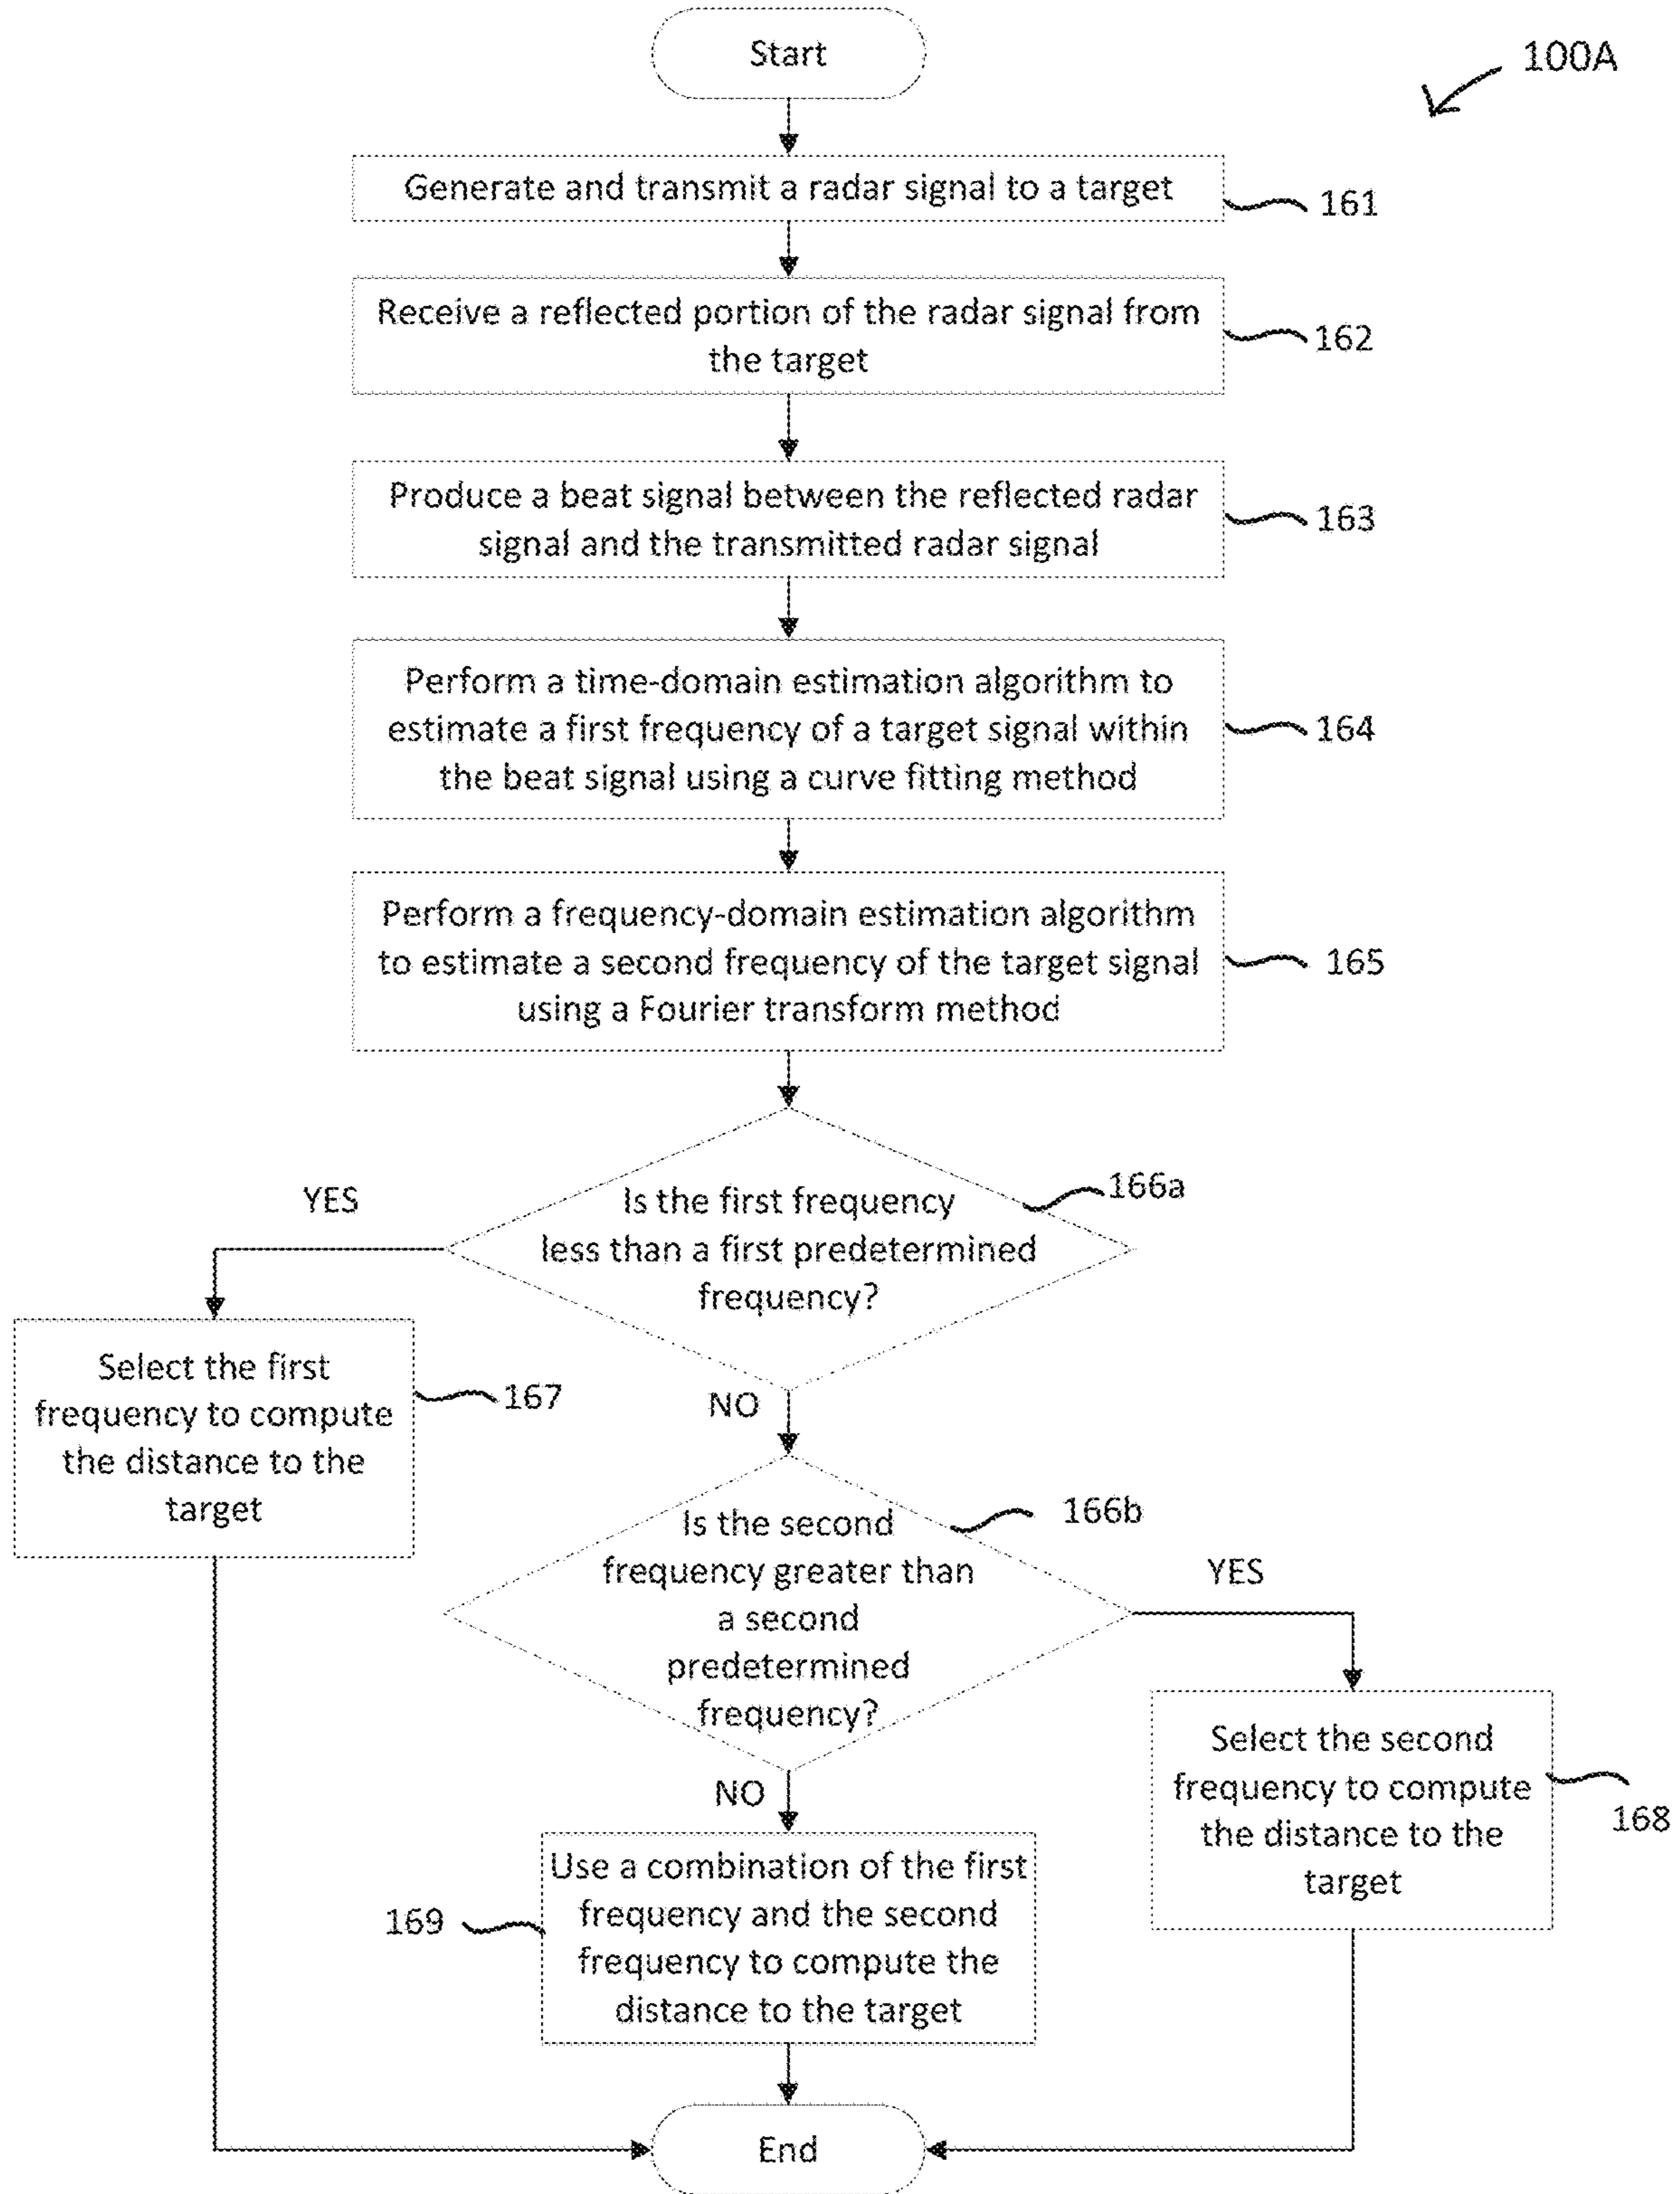 Start
100A
Generate and transmit a radar signal to a target
161
Receive a reflected portion of the radar signal from
the target
162
Produce a beat signal between the reflected radar
signal and the transmitted radar signal
163
Perform a time-domain estimation algorithm to
estimate a first frequency of a target signal within
the beat signal using a curve fitting method
164
Perform a frequency-domain estimation algorithm
to estimate a second frequency of the target signal
using a Fourier transform method
165
Is the first frequency
less than a first predetermined
frequency?
166a
YES
NO
Select the first
frequency to compute
the distance to the
target
167
Is the second
frequency greater than
a second
predetermined
frequency?
166b
YES
NO
Select the second
frequency to compute
the distance to the
target
168
Use a combination of the first
frequency and the second
frequency to compute the
distance to the target
169
End